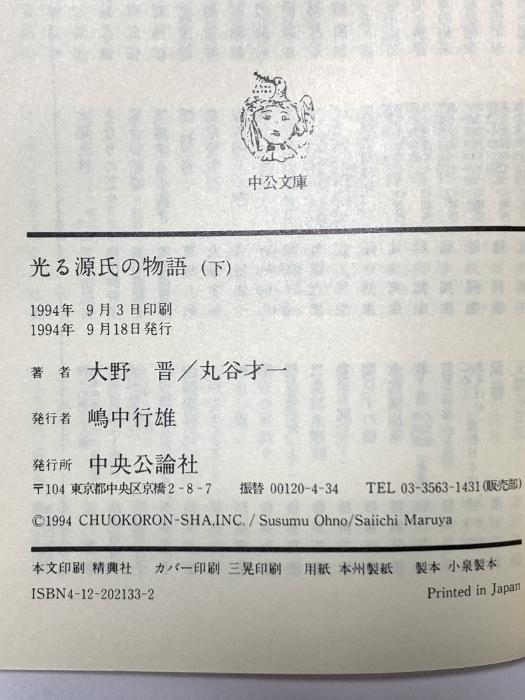 中公文庫
光る源氏の物語（下）
1994年 9月3日印刷
1994年 9月18日発行
著者 大野 晋／丸谷才一
発行者 嶋中行雄
発行所 中央公論社
〒104 東京都中央区京橋2-8-7 振替 00120-4-34 TEL 03-3563-1431(販売部)
©1994 CHUOKORON-SHA,INC. / Susumu Ohno/Saiichi Maruya
本文印刷 精興社 カバー印刷 三晃印刷 用紙 本州製紙 製本 小泉製本
ISBN4-12-202133-2 Printed in Japan